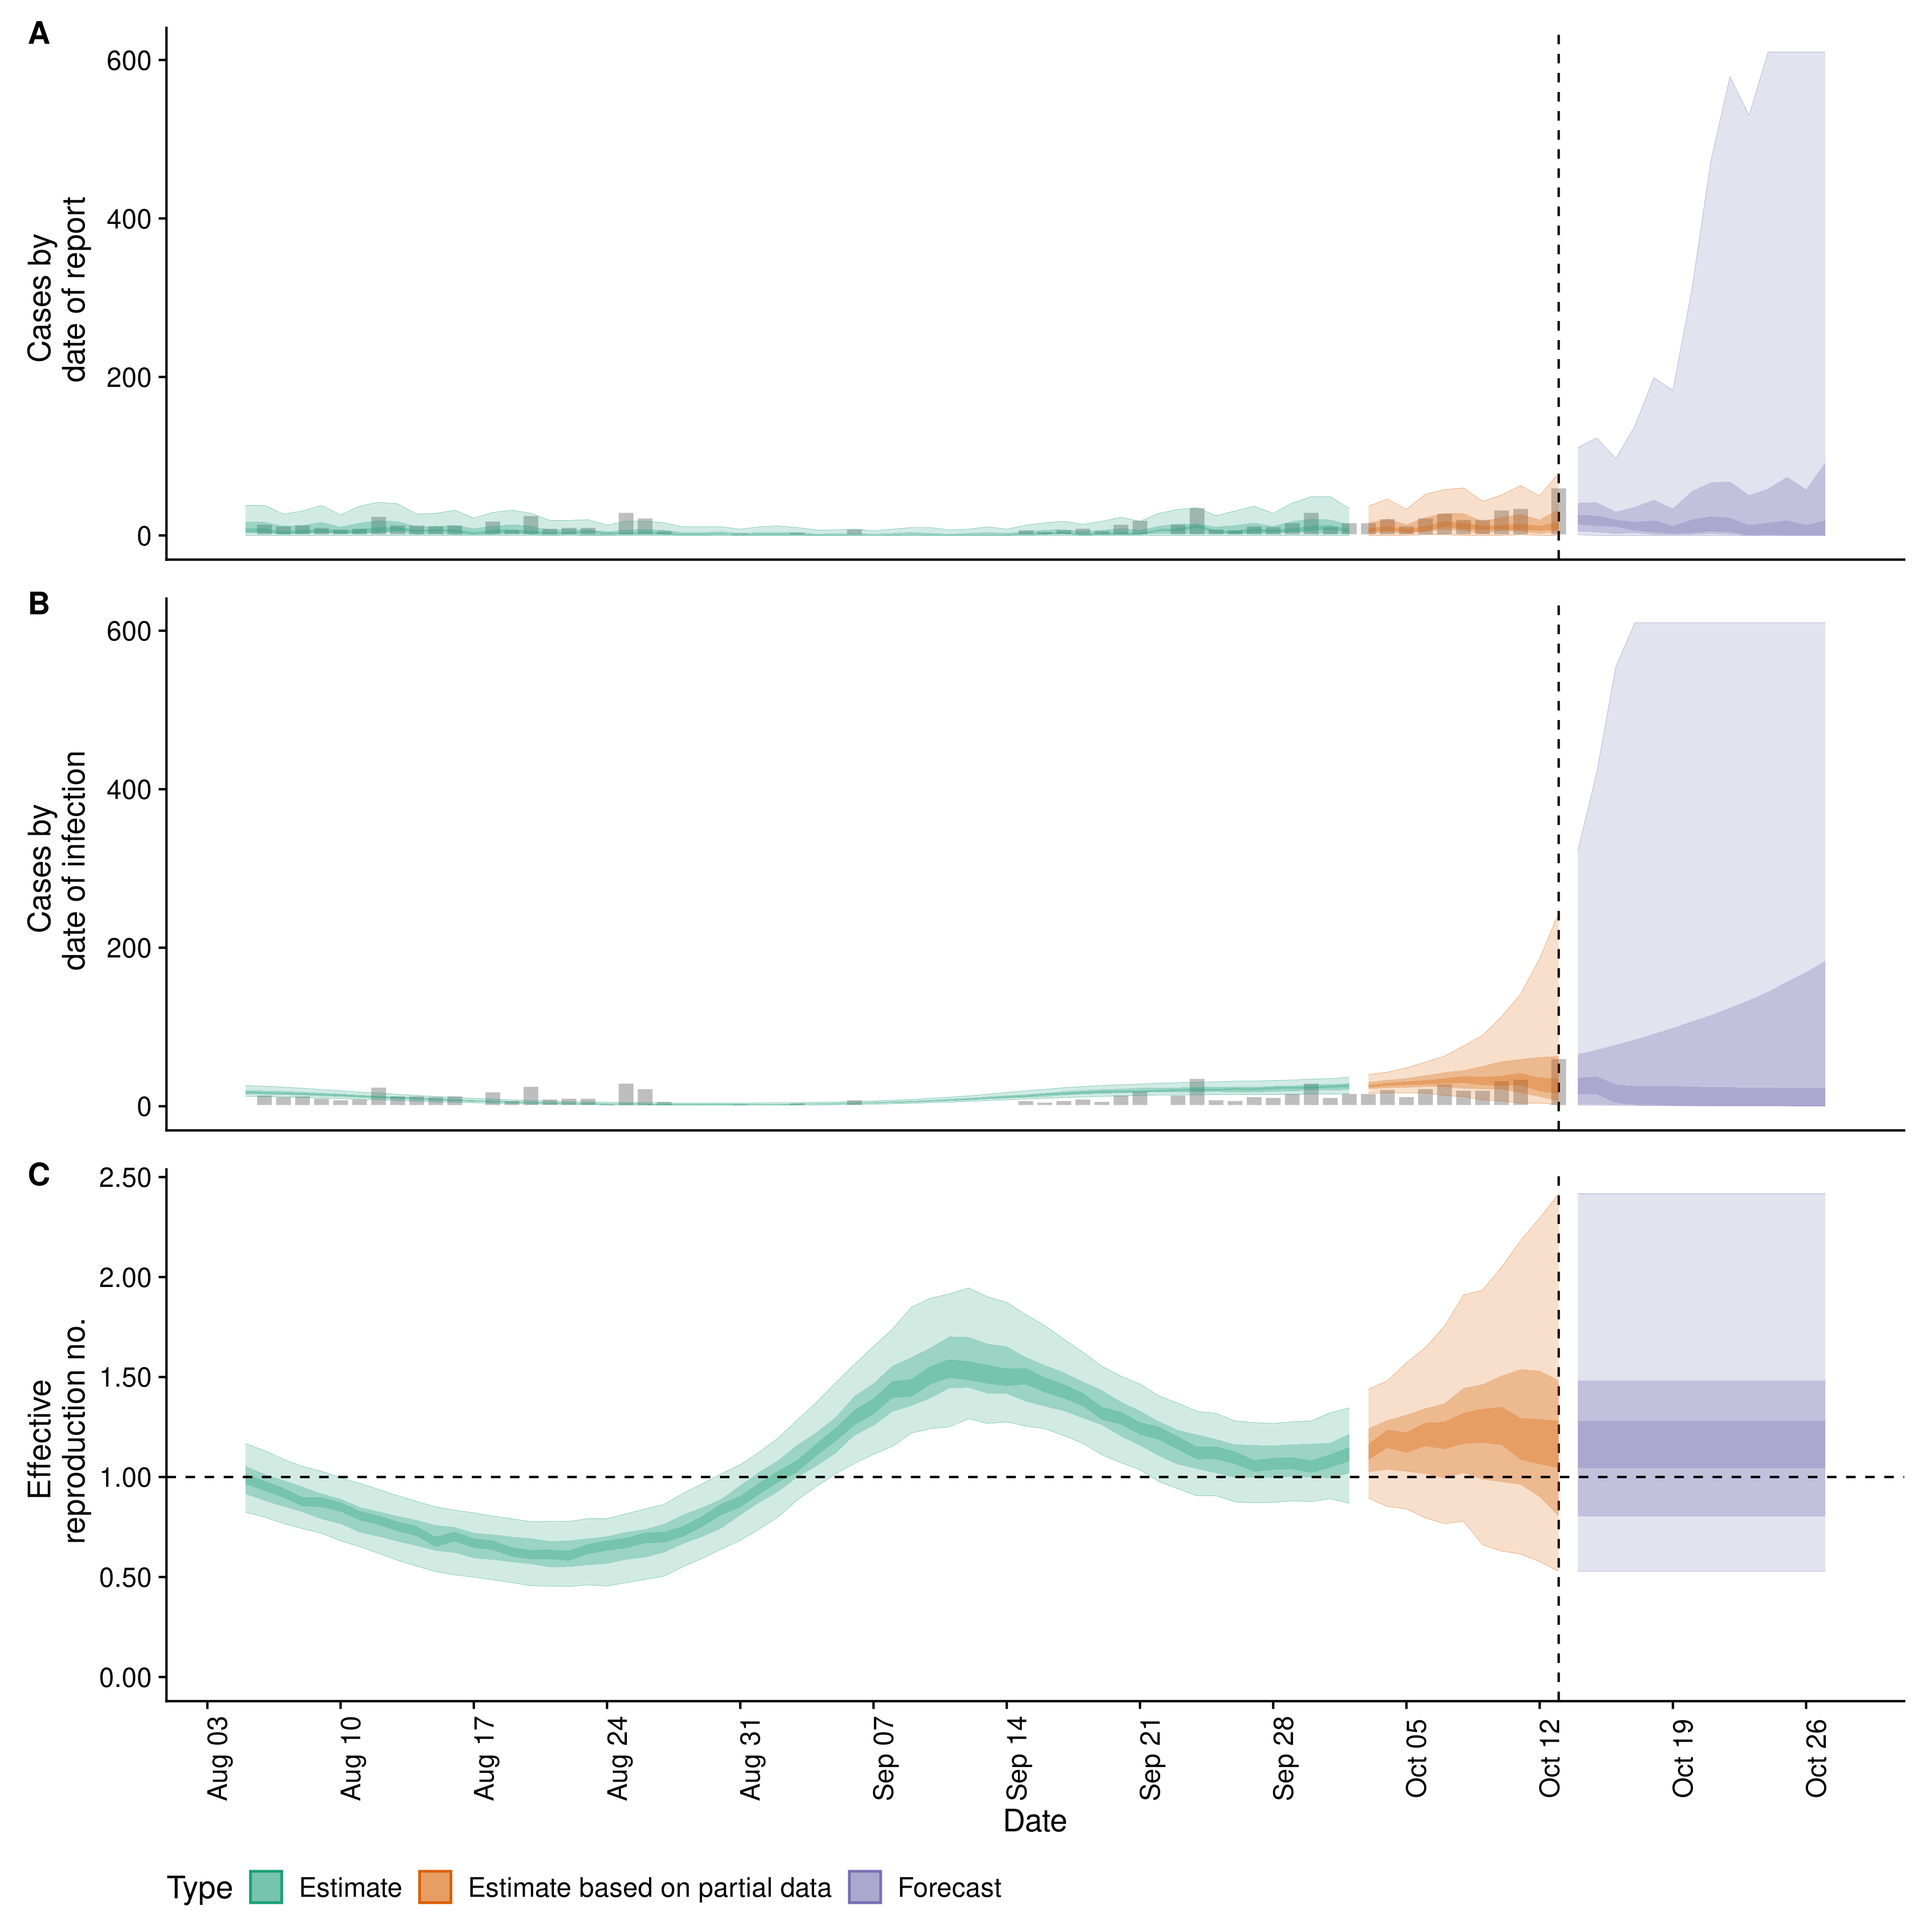 A
Cases by
date of report
600
400
200
0
B
Cases by
date of infection
600
400
200
0
C
Effective
reproduction no.
2.50
2.00
1.50
1.00
0.50
0.00
Aug 03
Aug 10
Aug 17
Aug 24
Aug 31
Sep 07
Sep 14
Sep 21
Sep 28
Oct 05
Oct 12
Oct 19
Oct 26
Date
Type Estimate Estimate based on partial data Forecast